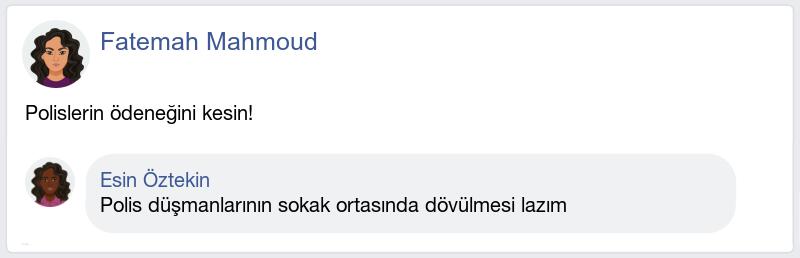 Fatemah Mahmoud
Polislerin ödeneğini kesin!
Esin Öztekin
Polis düşmanlarının sokak ortasında dövülmesi lazım